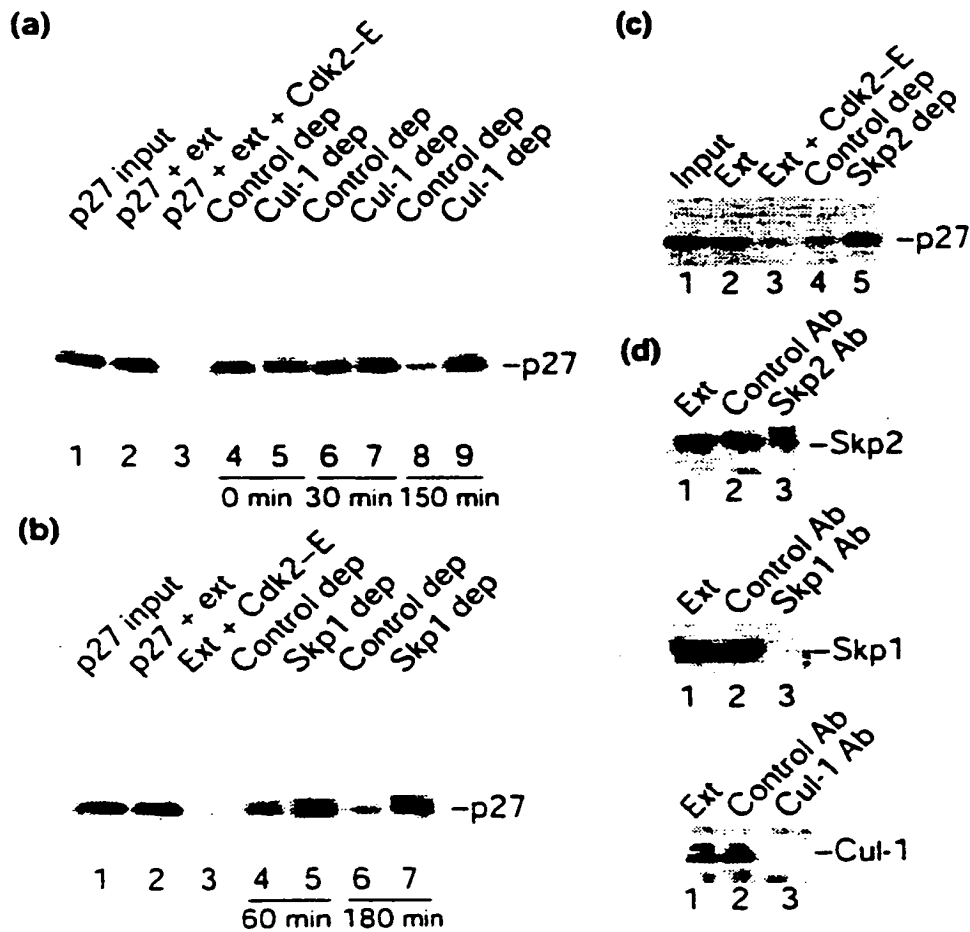 (a)
p27 input
p27 + ext
p27 + ext + Cdk2–E
Control dep
Cul-1 dep
Control dep
Cul-1 dep
Control dep
Cul-1 dep
–p27
1 2 3 4 5 6 7 8 9
0 min 30 min 150 min
(b)
p27 input
p27 + ext
Ext + Cdk2–E
Control dep
Skp1 dep
Control dep
Skp1 dep
–p27
1 2 3 4 5 6 7
60 min 180 min
(c)
Input
Ext
Ext + Cdk2–E
Control dep
Skp2 dep
–p27
1 2 3 4 5
(d)
Ext
Control Ab
Skp2 Ab
–Skp2
1 2 3
Ext
Control Ab
Skp1 Ab
–Skp1
1 2 3
Ext
Control Ab
Cul-1 Ab
–Cul-1
1 2 3